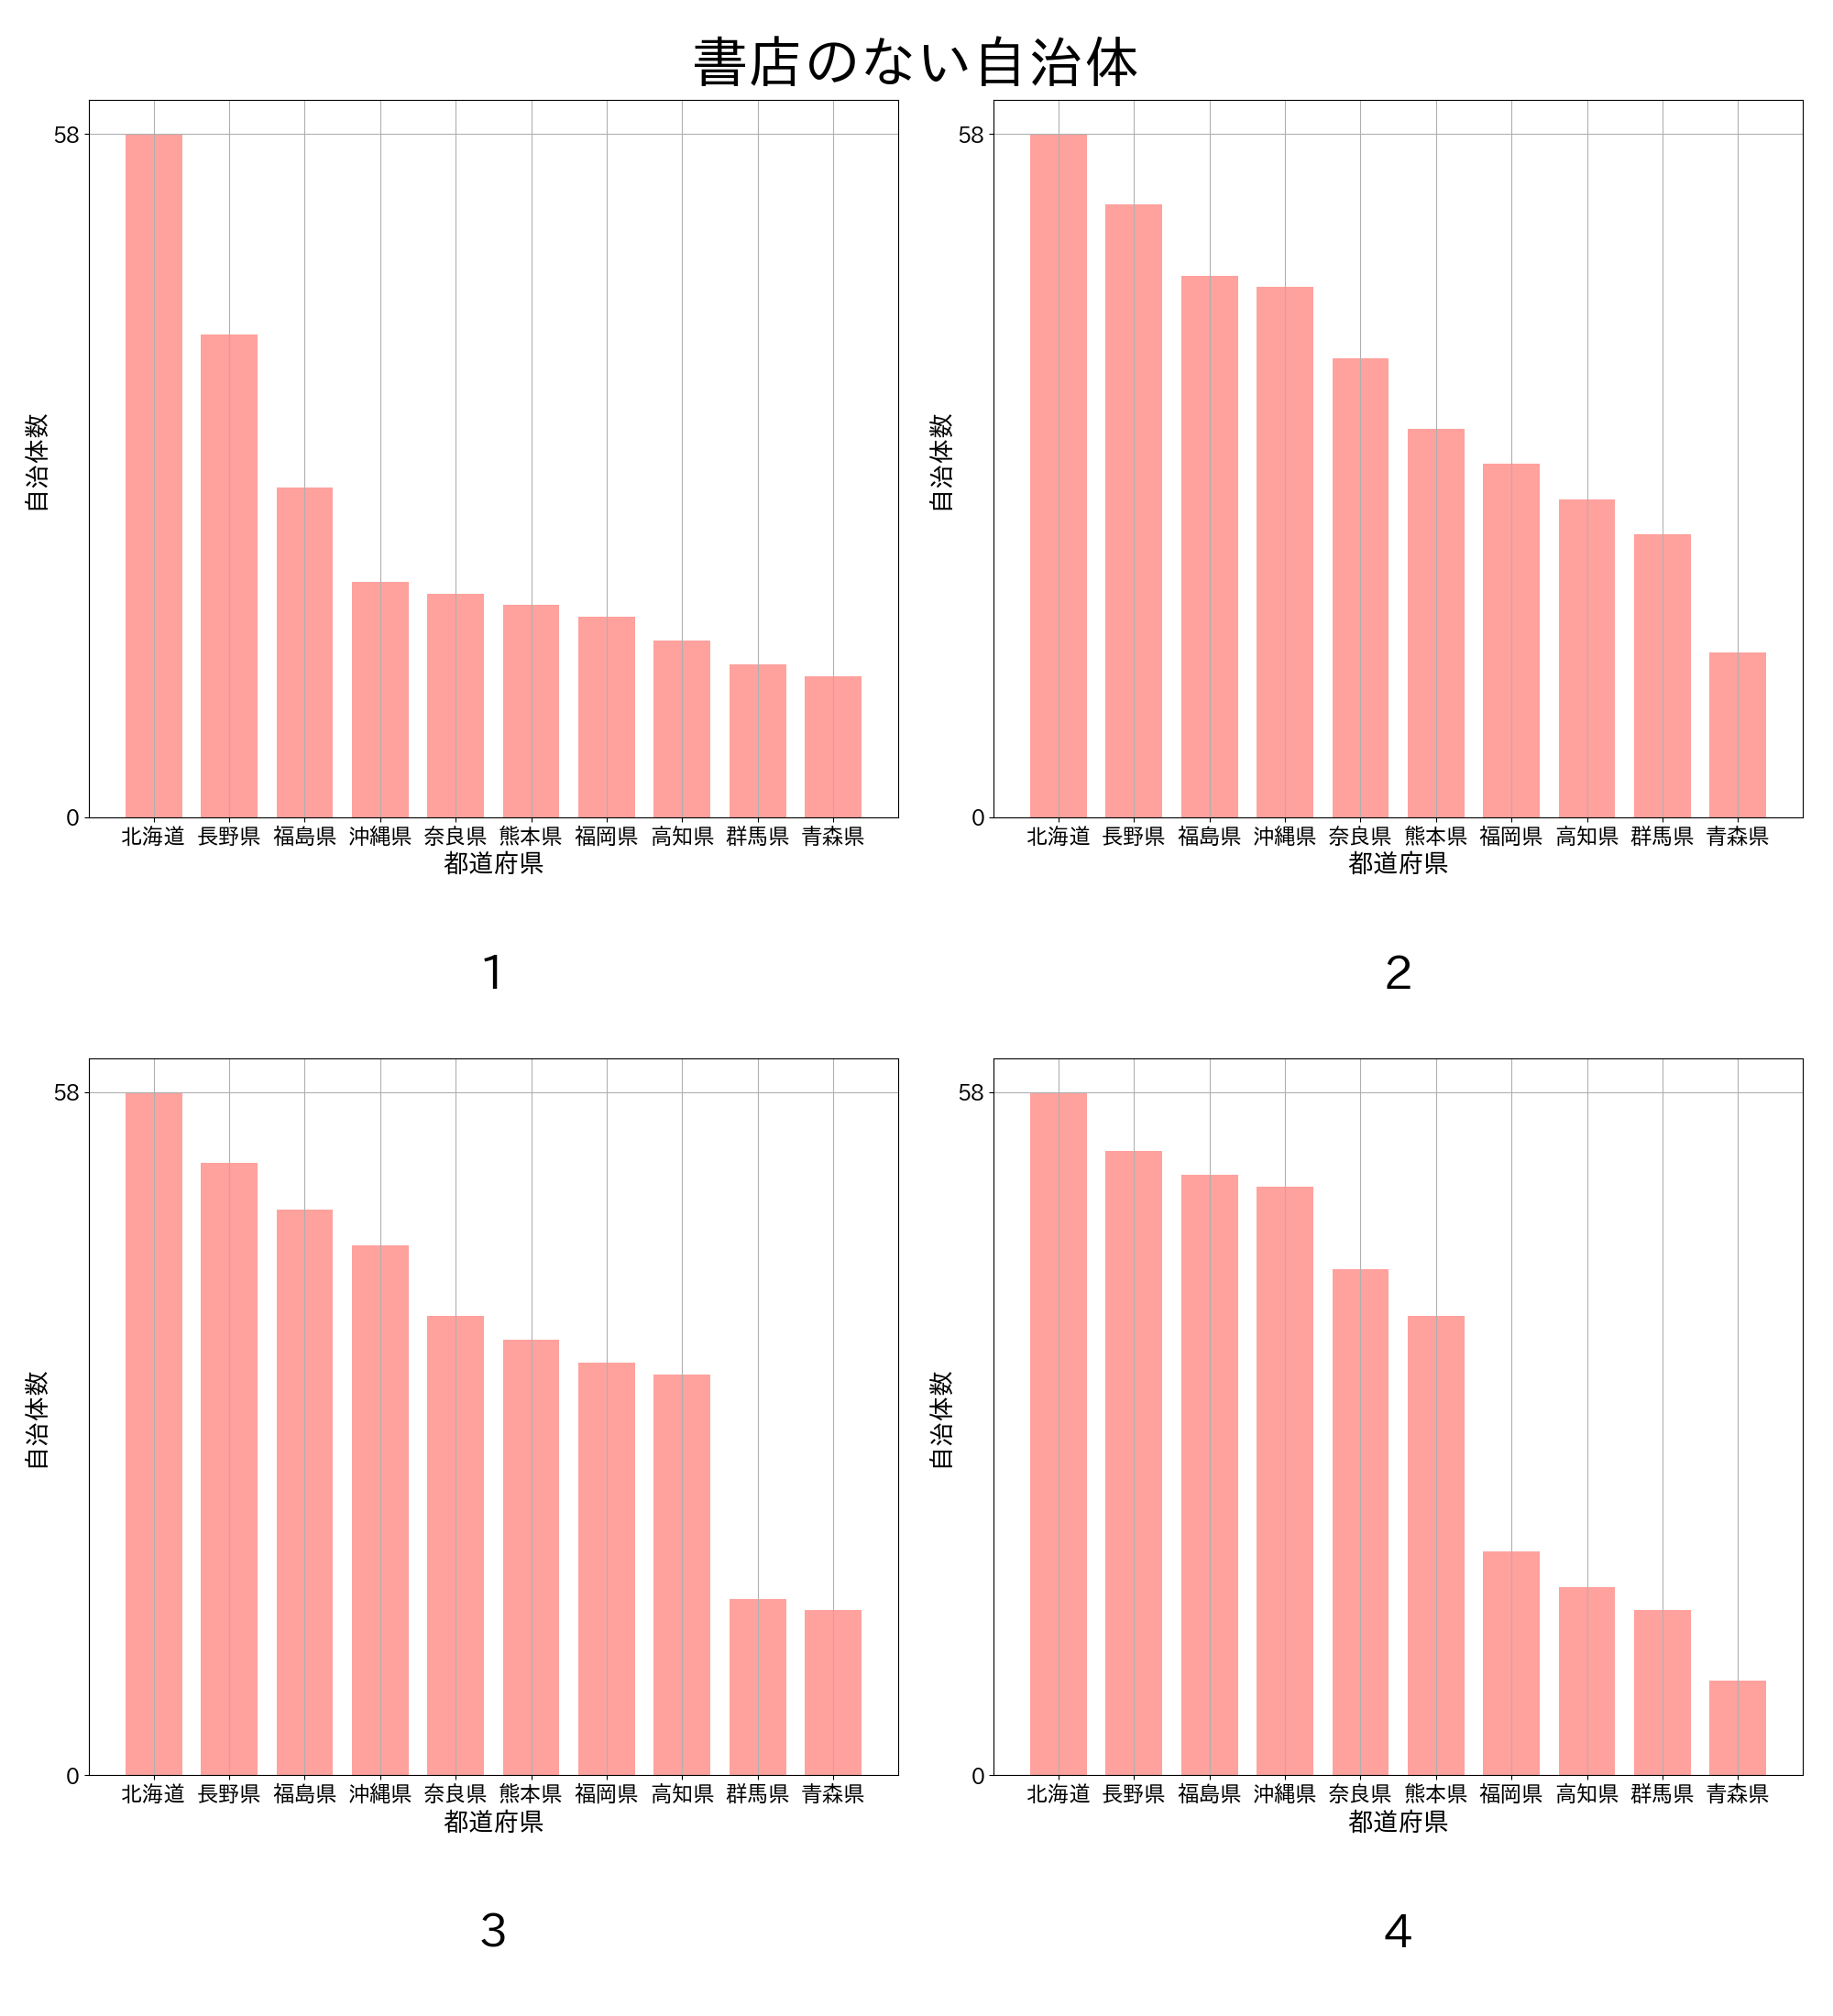 書店のない自治体
58
0
自治体数
北海道 長野県 福島県 沖縄県 奈良県 熊本県 福岡県 高知県 群馬県 青森県
都道府県
1
58
0
自治体数
北海道 長野県 福島県 沖縄県 奈良県 熊本県 福岡県 高知県 群馬県 青森県
都道府県
2
58
0
自治体数
北海道 長野県 福島県 沖縄県 奈良県 熊本県 福岡県 高知県 群馬県 青森県
都道府県
3
58
0
自治体数
北海道 長野県 福島県 沖縄県 奈良県 熊本県 福岡県 高知県 群馬県 青森県
都道府県
4